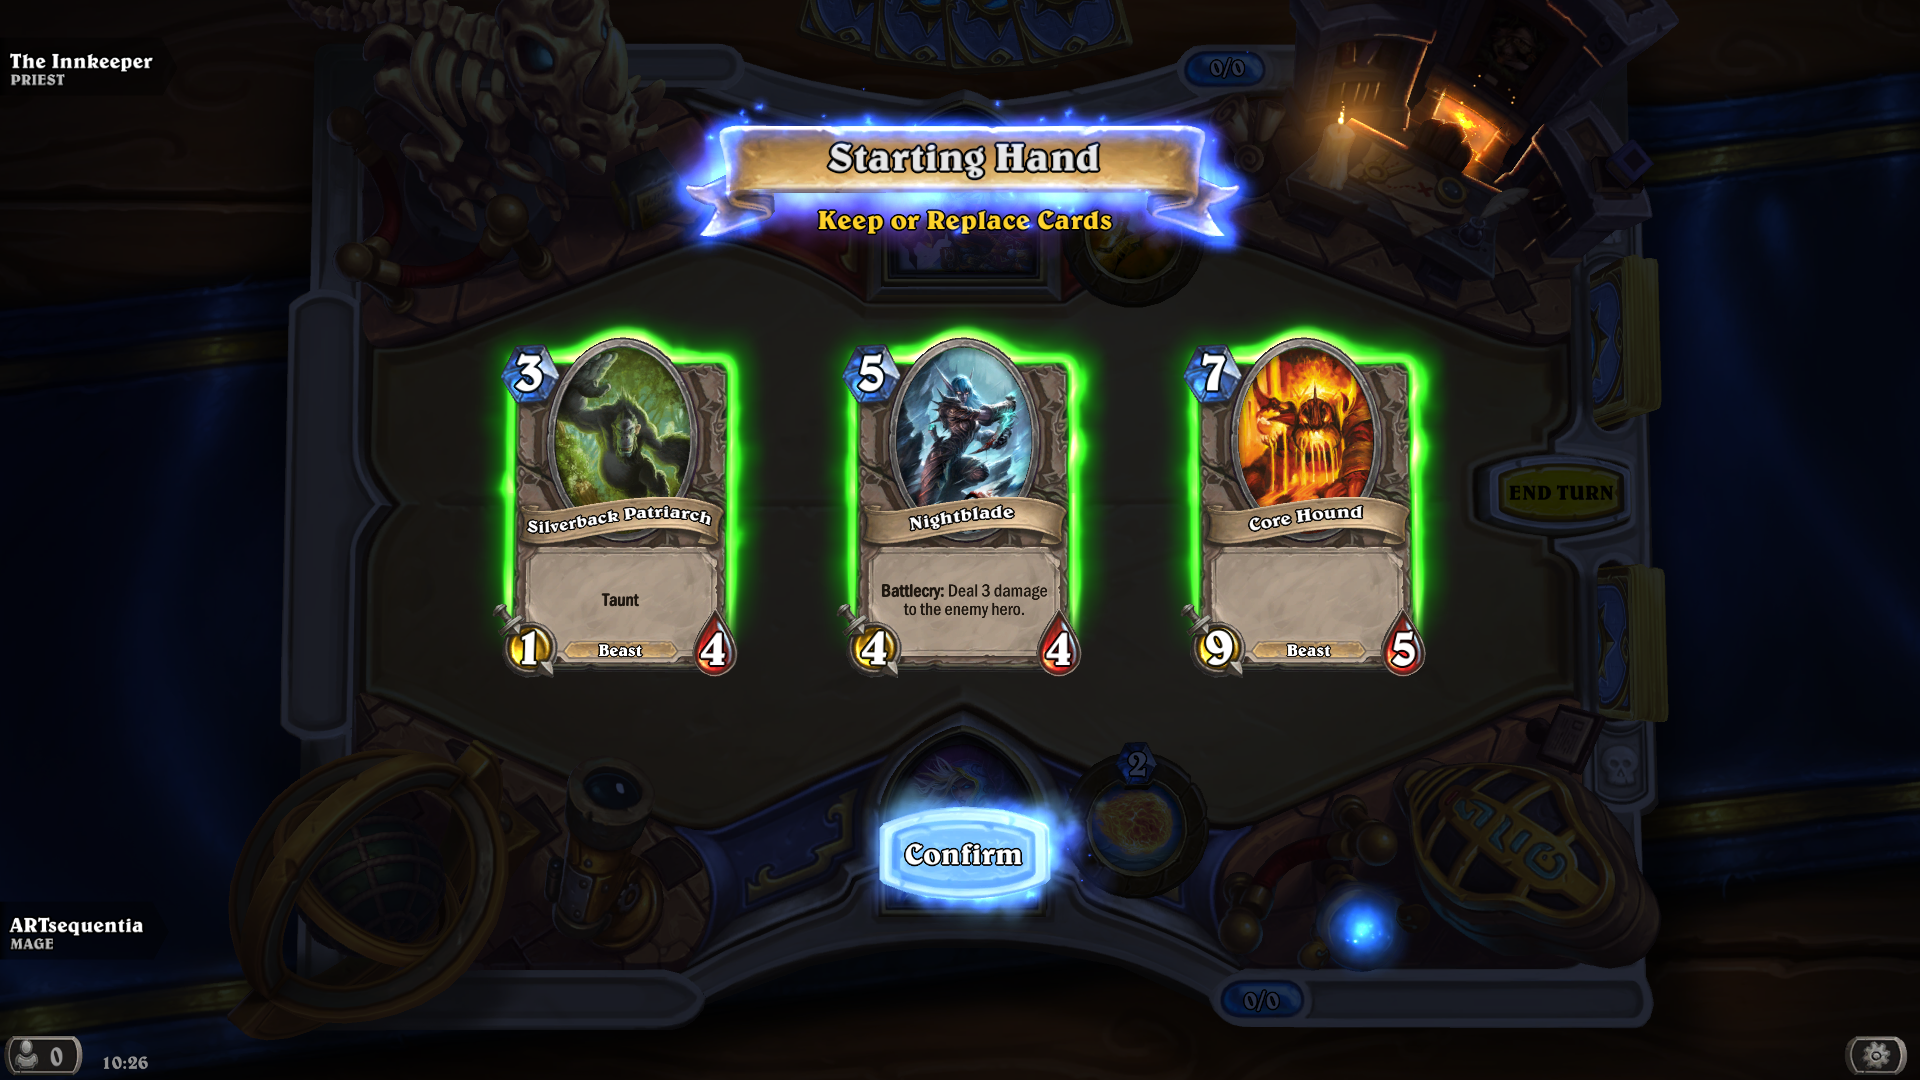 The Innkeeper
PRIEST
0/0
Starting Hand
Keep or Replace Cards
3
5
7
Silverback Patriarch
Nightblade
Core Hound
Taunt
Battlecry: Deal 3 damage
to the enemy hero.
Beast
Beast
1
4
4
4
9
5
END TURN
2
Confirm
ARTsequentia
MAGE
0/0
0
10:26